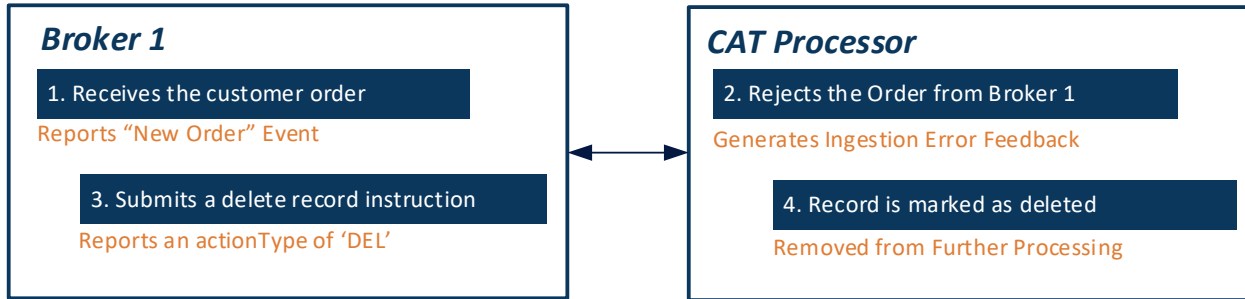 Broker 1
1. Receives the customer order
Reports “New Order” Event
3. Submits a delete record instruction
Reports an actionType of ‘DEL’
CAT Processor
2. Rejects the Order from Broker 1
Generates Ingestion Error Feedback
4. Record is marked as deleted
Removed from Further Processing